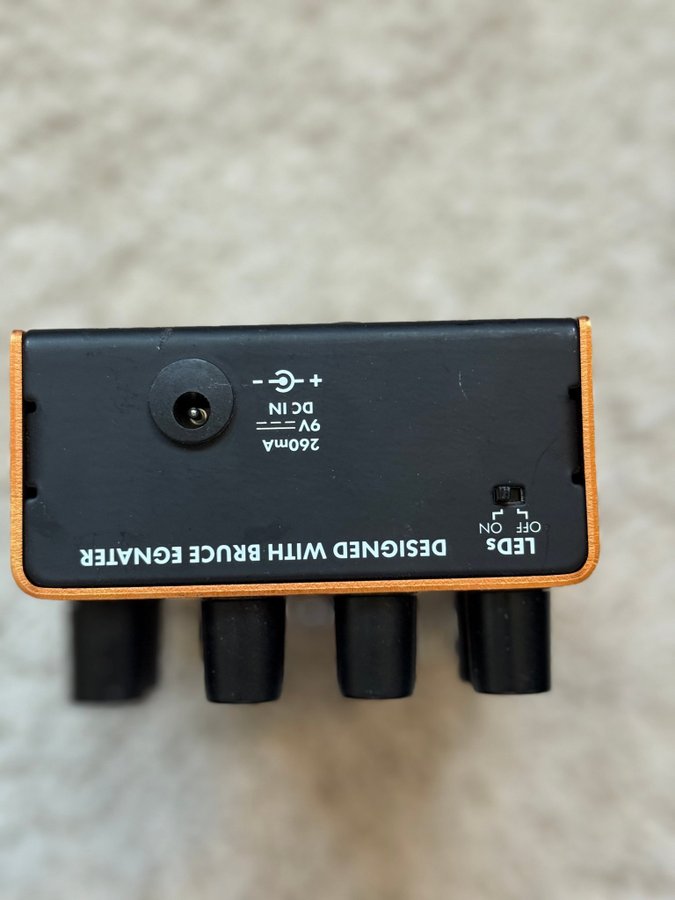 DESIGNED WITH BRUCE EGNATER
LEDs
OFF ON
260mA
9V
DC IN
+ -